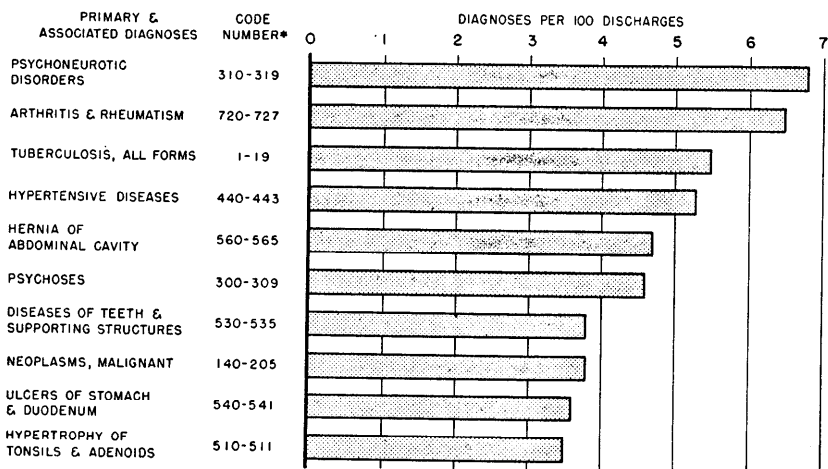 PRIMARY & ASSOCIATED DIAGNOSES
CODE NUMBER*
DIAGNOSES PER 100 DISCHARGES
0 1 2 3 4 5 6 7
PSYCHONEUROTIC
DISORDERS 310-319
ARTHRITIS & RHEUMATISM 720-727
TUBERCULOSIS, ALL FORMS 1-19
HYPERTENSIVE DISEASES 440-443
HERNIA OF
ABDOMINAL CAVITY 560-565
PSYCHOSES 300-309
DISEASES OF TEETH &
SUPPORTING STRUCTURES 530-535
NEOPLASMS, MALIGNANT 140-205
ULCERS OF STOMACH
& DUODENUM 540-541
HYPERTROPHY OF
TONSILS & ADENOIDS 510-511